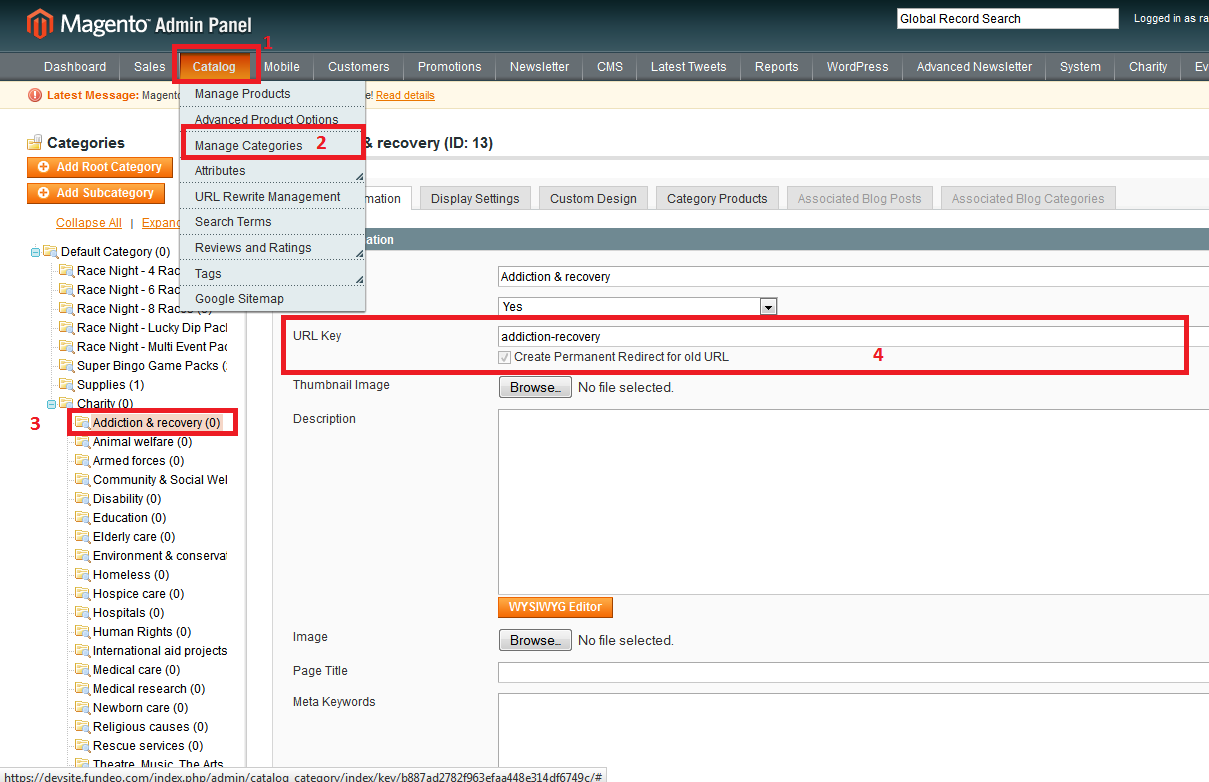 Magento Admin Panel
Global Record Search
Logged in as ra
1
Dashboard Sales Catalog Mobile Customers Promotions Newsletter CMS Latest Tweets Reports WordPress Advanced Newsletter System Charity Ev
Latest Message: Magento e! Read details
Manage Products
Advanced Product Options
Manage Categories 2
Attributes
URL Rewrite Management
Search Terms
Reviews and Ratings
Tags
Google Sitemap
Categories
Add Root Category
Add Subcategory
Collapse All | Expand
Default Category (0)
Race Night - 4 Rac
Race Night - 6 Rac
Race Night - 8 Races
Race Night - Lucky Dip Pack
Race Night - Multi Event Pac
Super Bingo Game Packs (
Supplies (1)
Charity (0)
3
Addiction & recovery (0)
Animal welfare (0)
Armed forces (0)
Community & Social Wel
Disability (0)
Education (0)
Elderly care (0)
Environment & conservat
Homeless (0)
Hospice care (0)
Hospitals (0)
Human Rights (0)
International aid projects
Medical care (0)
Medical research (0)
Newborn care (0)
Religious causes (0)
Rescue services (0)
Theatre, Music, The Arts
& recovery (ID: 13)
mation Display Settings Custom Design Category Products Associated Blog Posts Associated Blog Categories
ation
Addiction & recovery
Yes
URL Key addiction-recovery
Create Permanent Redirect for old URL 4
Thumbnail Image Browse_ No file selected.
Description
WYSIWYG Editor
Image Browse_ No file selected.
Page Title
Meta Keywords
https://devsite.fundeo.com/index.php/admin/catalog_category/index/key/b887ad2782f963efaa448e314df6749c/#